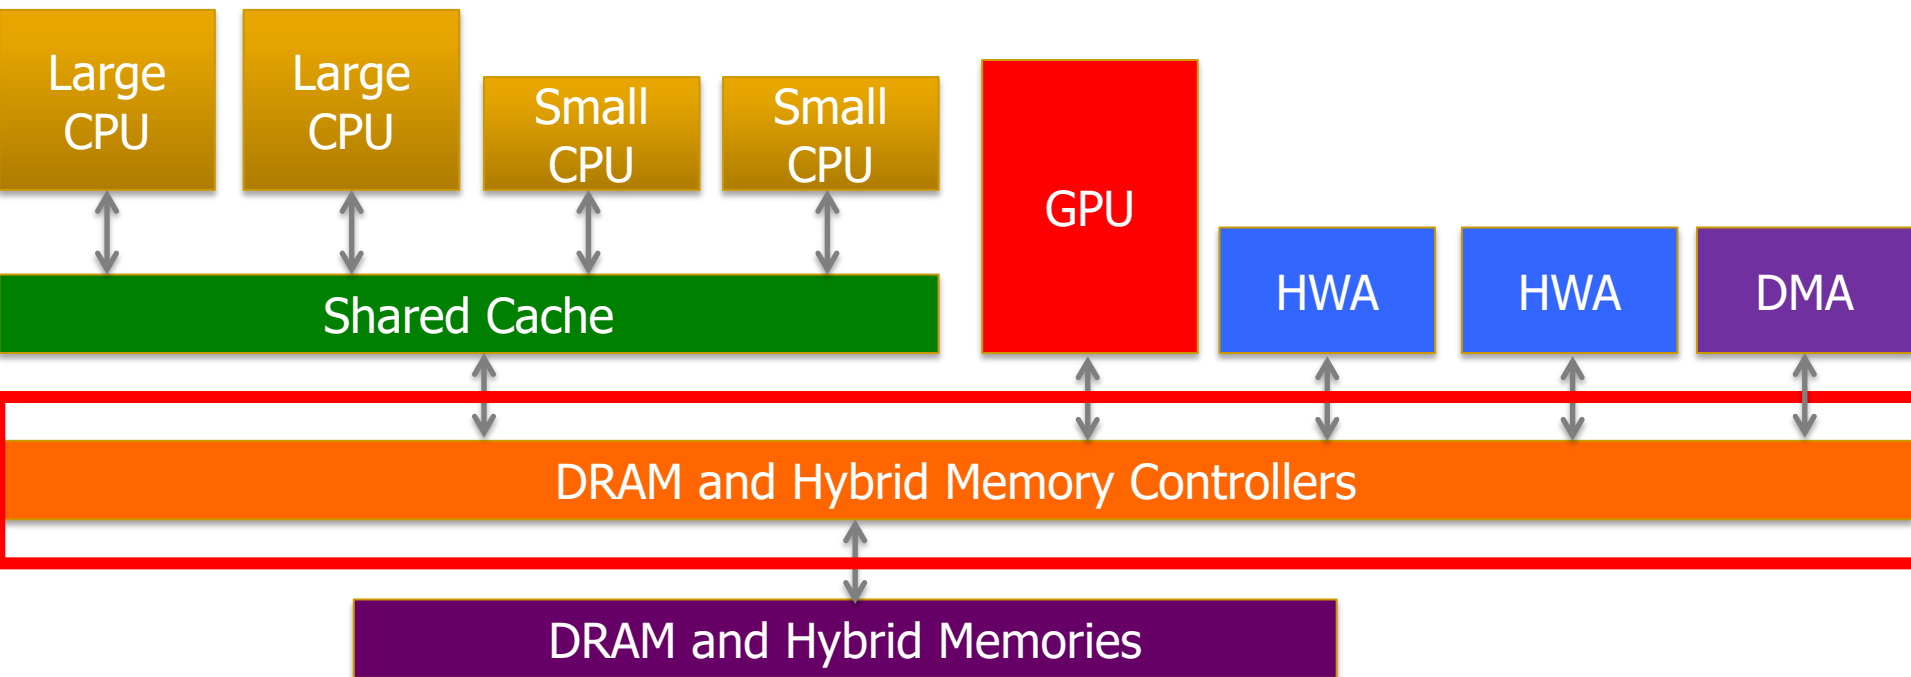 Large
CPU
Large
CPU
Small
CPU
Small
CPU
GPU
HWA
HWA
DMA
Shared Cache
DRAM and Hybrid Memory Controllers
DRAM and Hybrid Memories